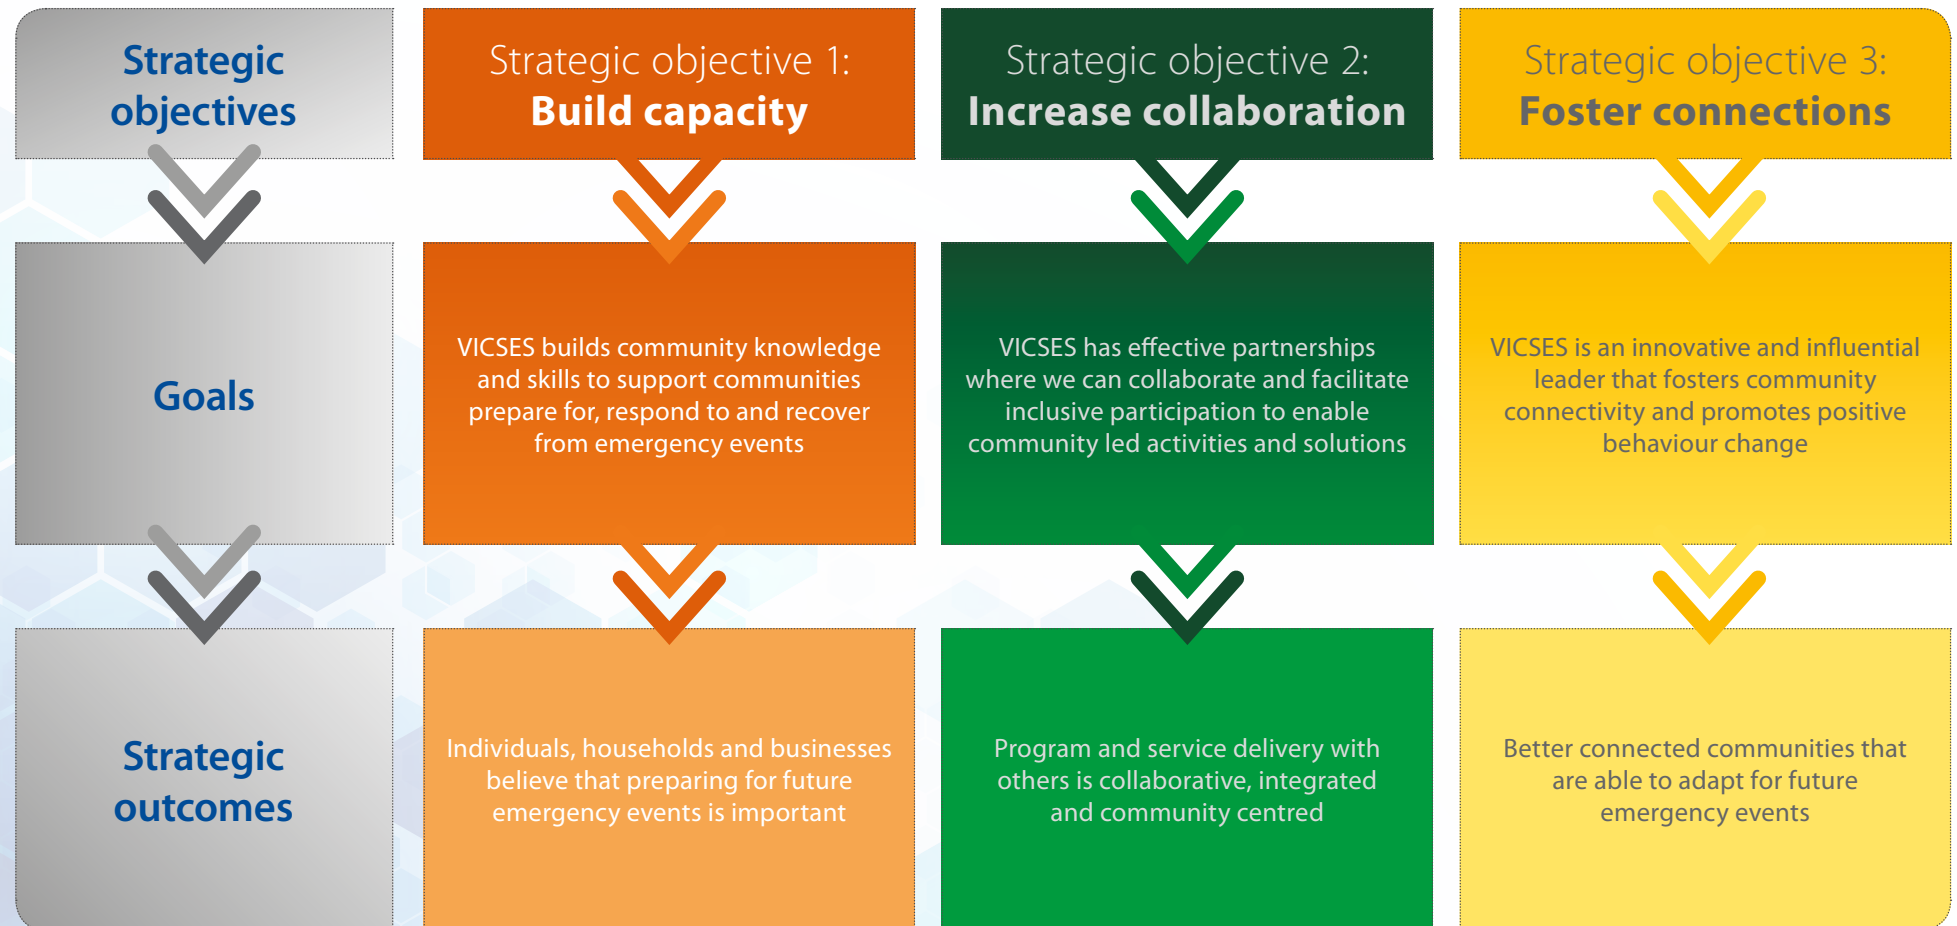 Strategic
objectives
Strategic objective 1:
Build capacity
Strategic objective 2:
Increase collaboration
Strategic objective 3:
Foster connections
Goals
VICSES builds community knowledge
and skills to support communities
prepare for, respond to and recover
from emergency events
VICSES has effective partnerships
where we can collaborate and facilitate
inclusive participation to enable
community led activities and solutions
VICSES is an innovative and influential
leader that fosters community
connectivity and promotes positive
behaviour change
Strategic
outcomes
Individuals, households and businesses
believe that preparing for future
emergency events is important
Program and service delivery with
others is collaborative, integrated
and community centred
Better connected communities that
are able to adapt for future
emergency events